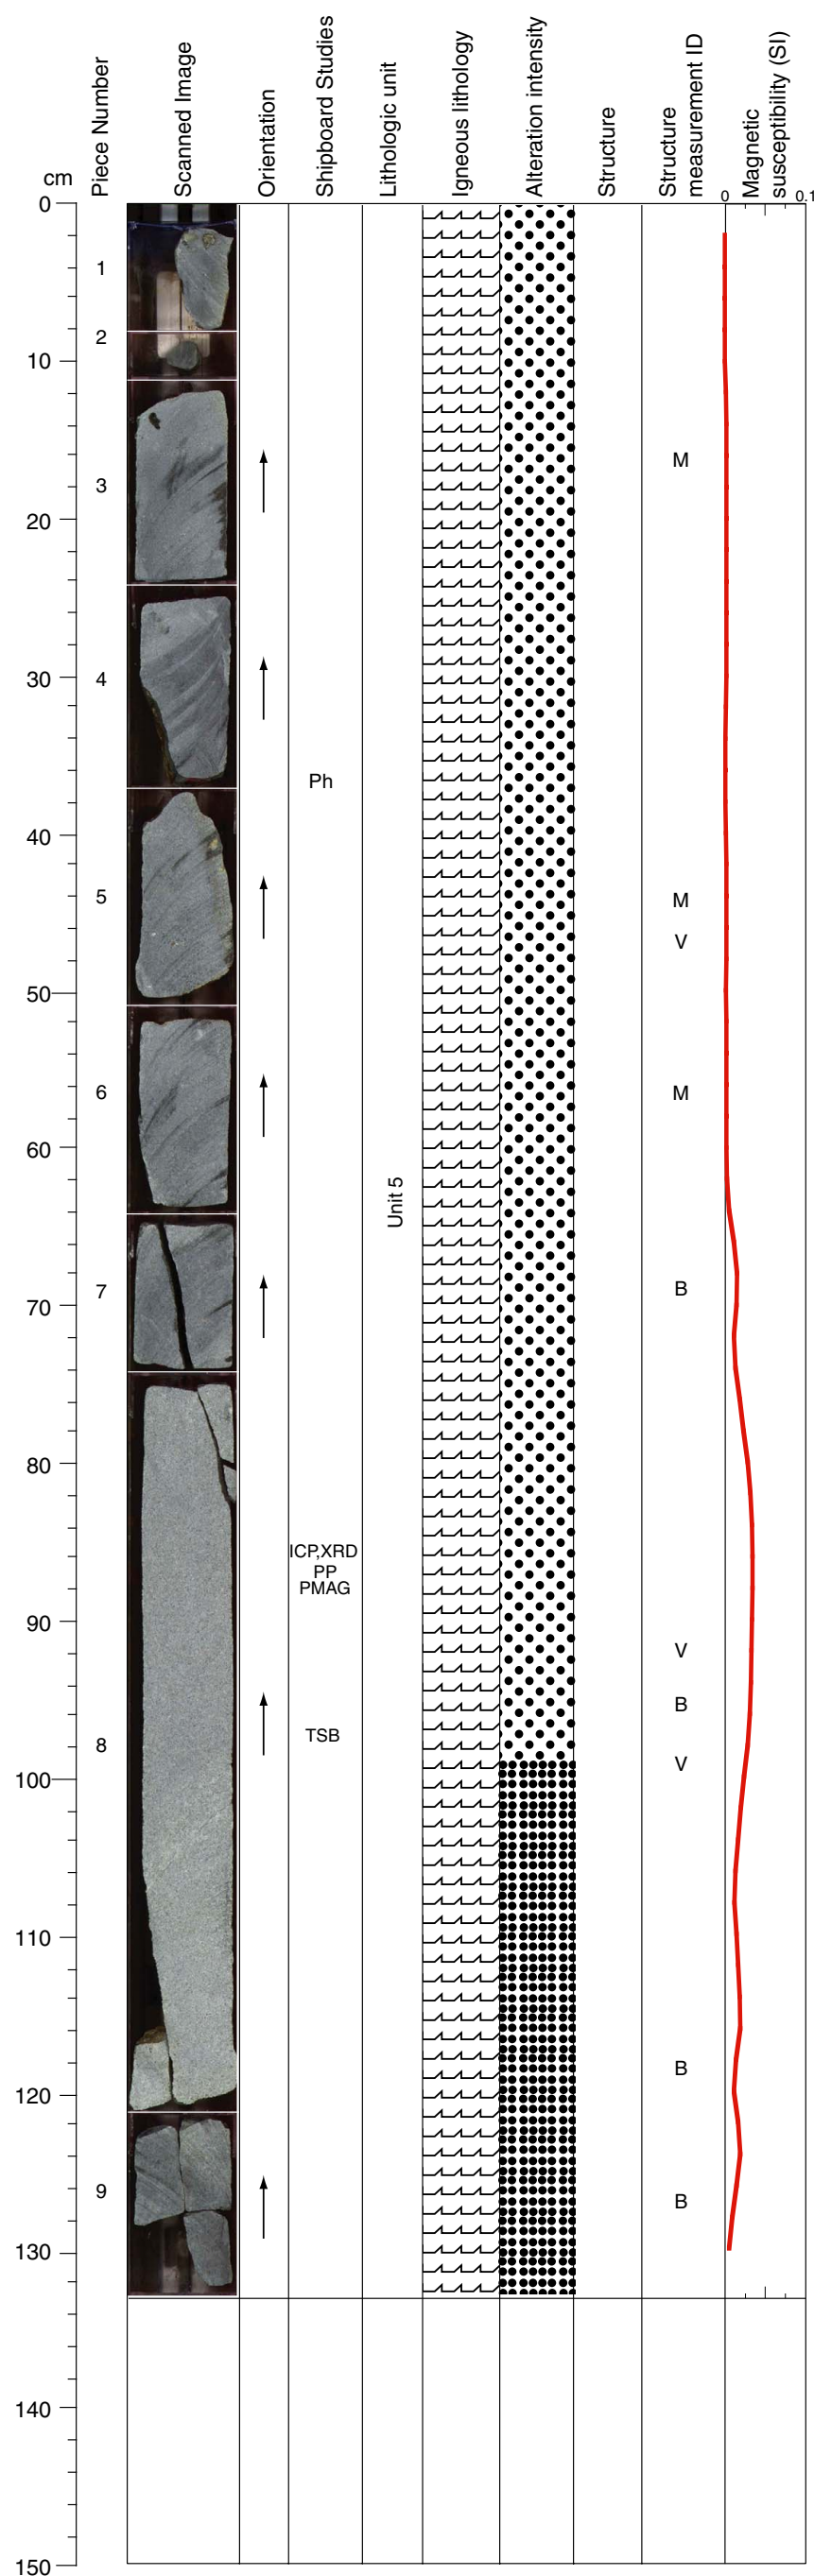 cm
Piece Number
Scanned Image
Orientation
Shipboard Studies
Lithologic unit
Igneous lithology
Alteration intensity
Structure
Structure
measurement ID
Magnetic
susceptibility (SI)
0
0.1
0
1
2
10
M
3
20
30
4
Ph
40
5
M
V
50
6
M
60
Unit 5
7
B
70
80
ICP,XRD
PP
PMAG
90
V
B
TSB
8
V
100
110
B
120
9
B
130
140
150